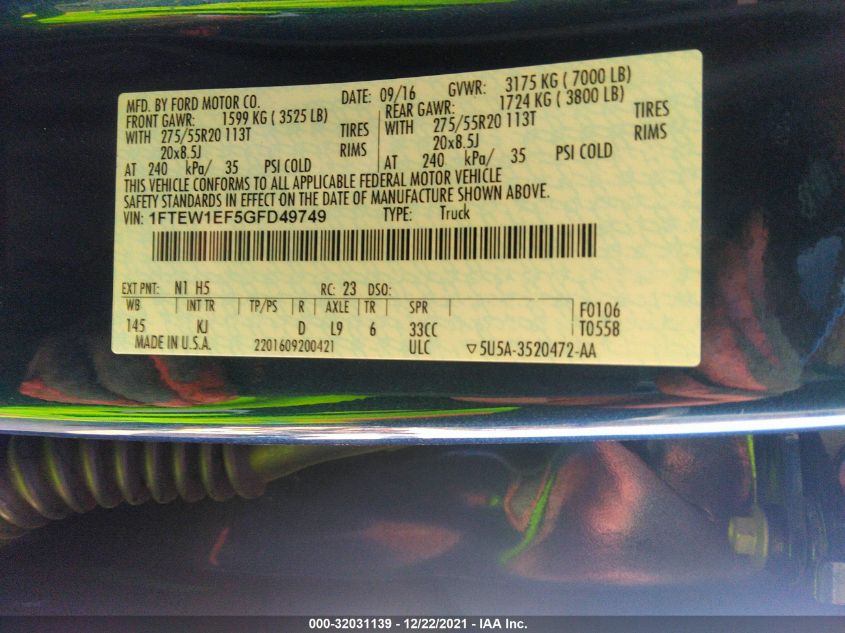 MFD. BY FORD MOTOR CO. DATE: 09/16 GVWR: 3175 KG ( 7000 LB)
FRONT GAWR: 1599 KG ( 3525 LB) REAR GAWR: 1724 KG ( 3800 LB)
WITH 275/55R20 113T TIRES WITH 275/55R20 113T TIRES
20x8.5J RIMS 20x8.5J RIMS
AT 240 kPa/ 35 PSI COLD AT 240 kPa/ 35 PSI COLD
THIS VEHICLE CONFORMS TO ALL APPLICABLE FEDERAL MOTOR VEHICLE
SAFETY STANDARDS IN EFFECT ON THE DATE OF MANUFACTURE SHOWN ABOVE.
VIN: 1FTEW1EF5GFD49749 TYPE: Truck
EXT PNT: N1 H5 RC: 23 DSO:
WB INT TR TP/PS R AXLE TR SPR F0106
145 KJ D L9 6 33CC T0558
MADE IN U.S.A. 2201609200421 ULC ▽5U5A-3520472-AA
000-32031139 - 12/22/2021 - IAA Inc.